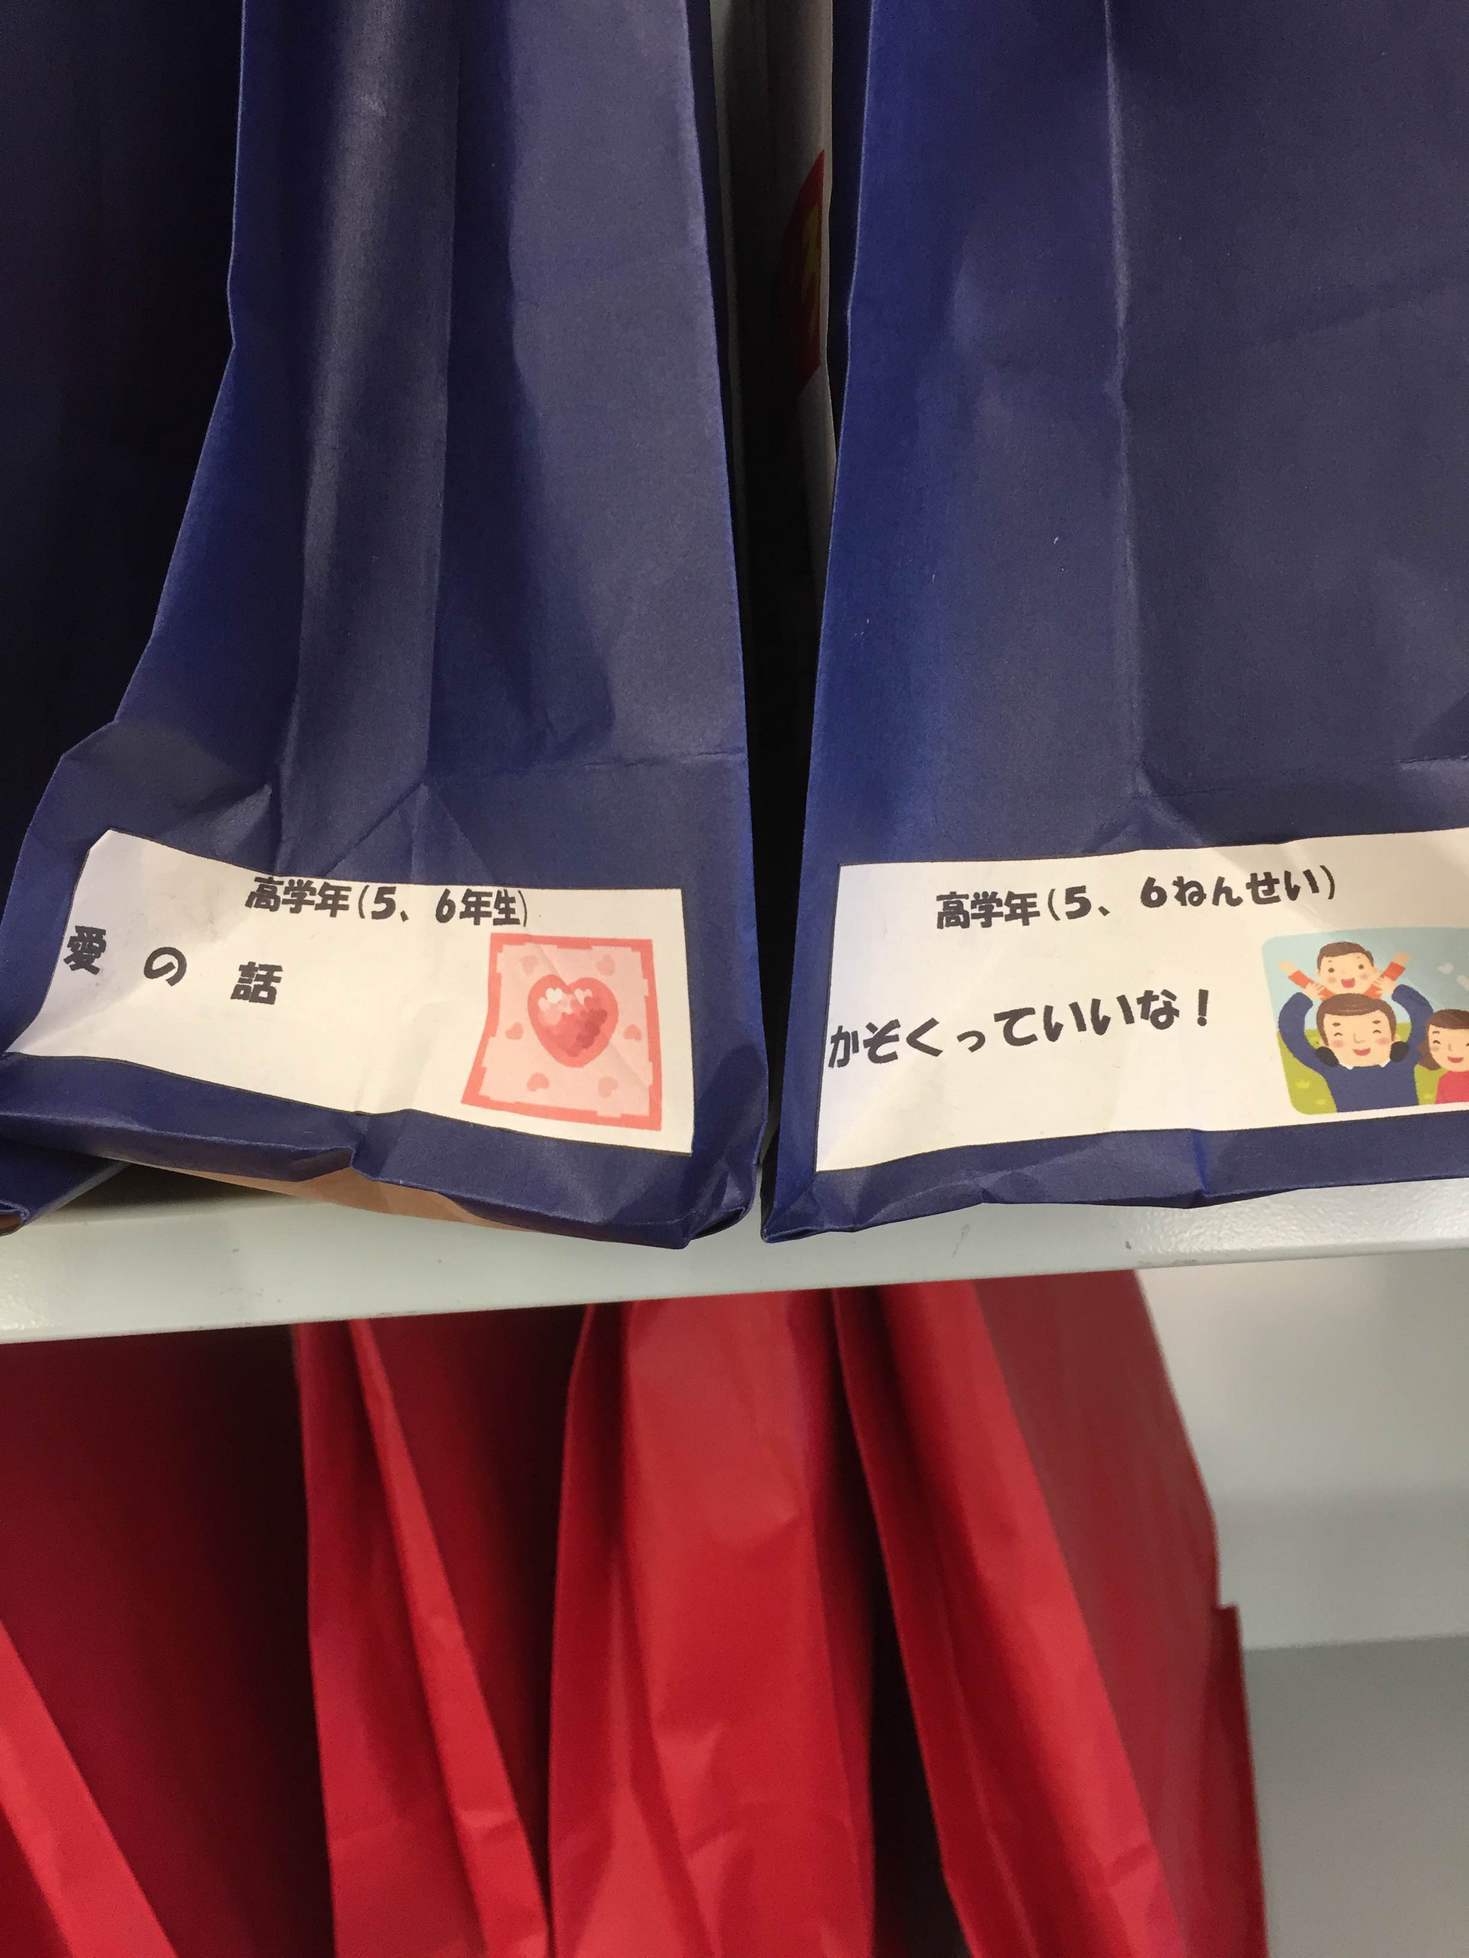 高学年(5、6年生)
愛 の 話
高学年(5、6ねんせい)
かぞくっていいな!